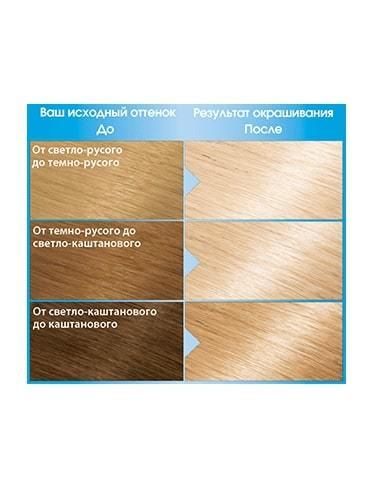 Ваш исходный оттенок
До
Результат окрашивания
После
От светло-русого
до темно-русого
От темно-русого до
светло-каштанового
От светло-каштанового
до каштанового